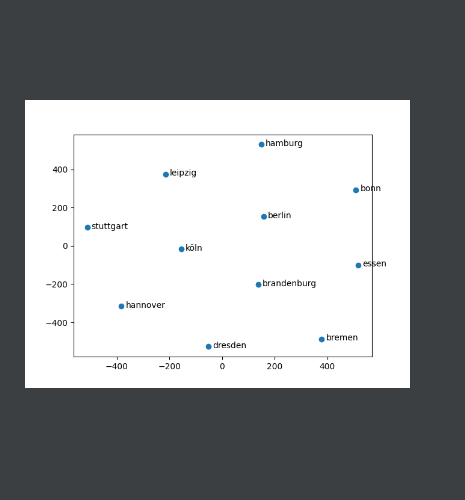 hamburg
400
leipzig
bonn
200
berlin
stuttgart
0
köln
essen
−200
brandenburg
hannover
−400
bremen
dresden
−400 −200 0 200 400